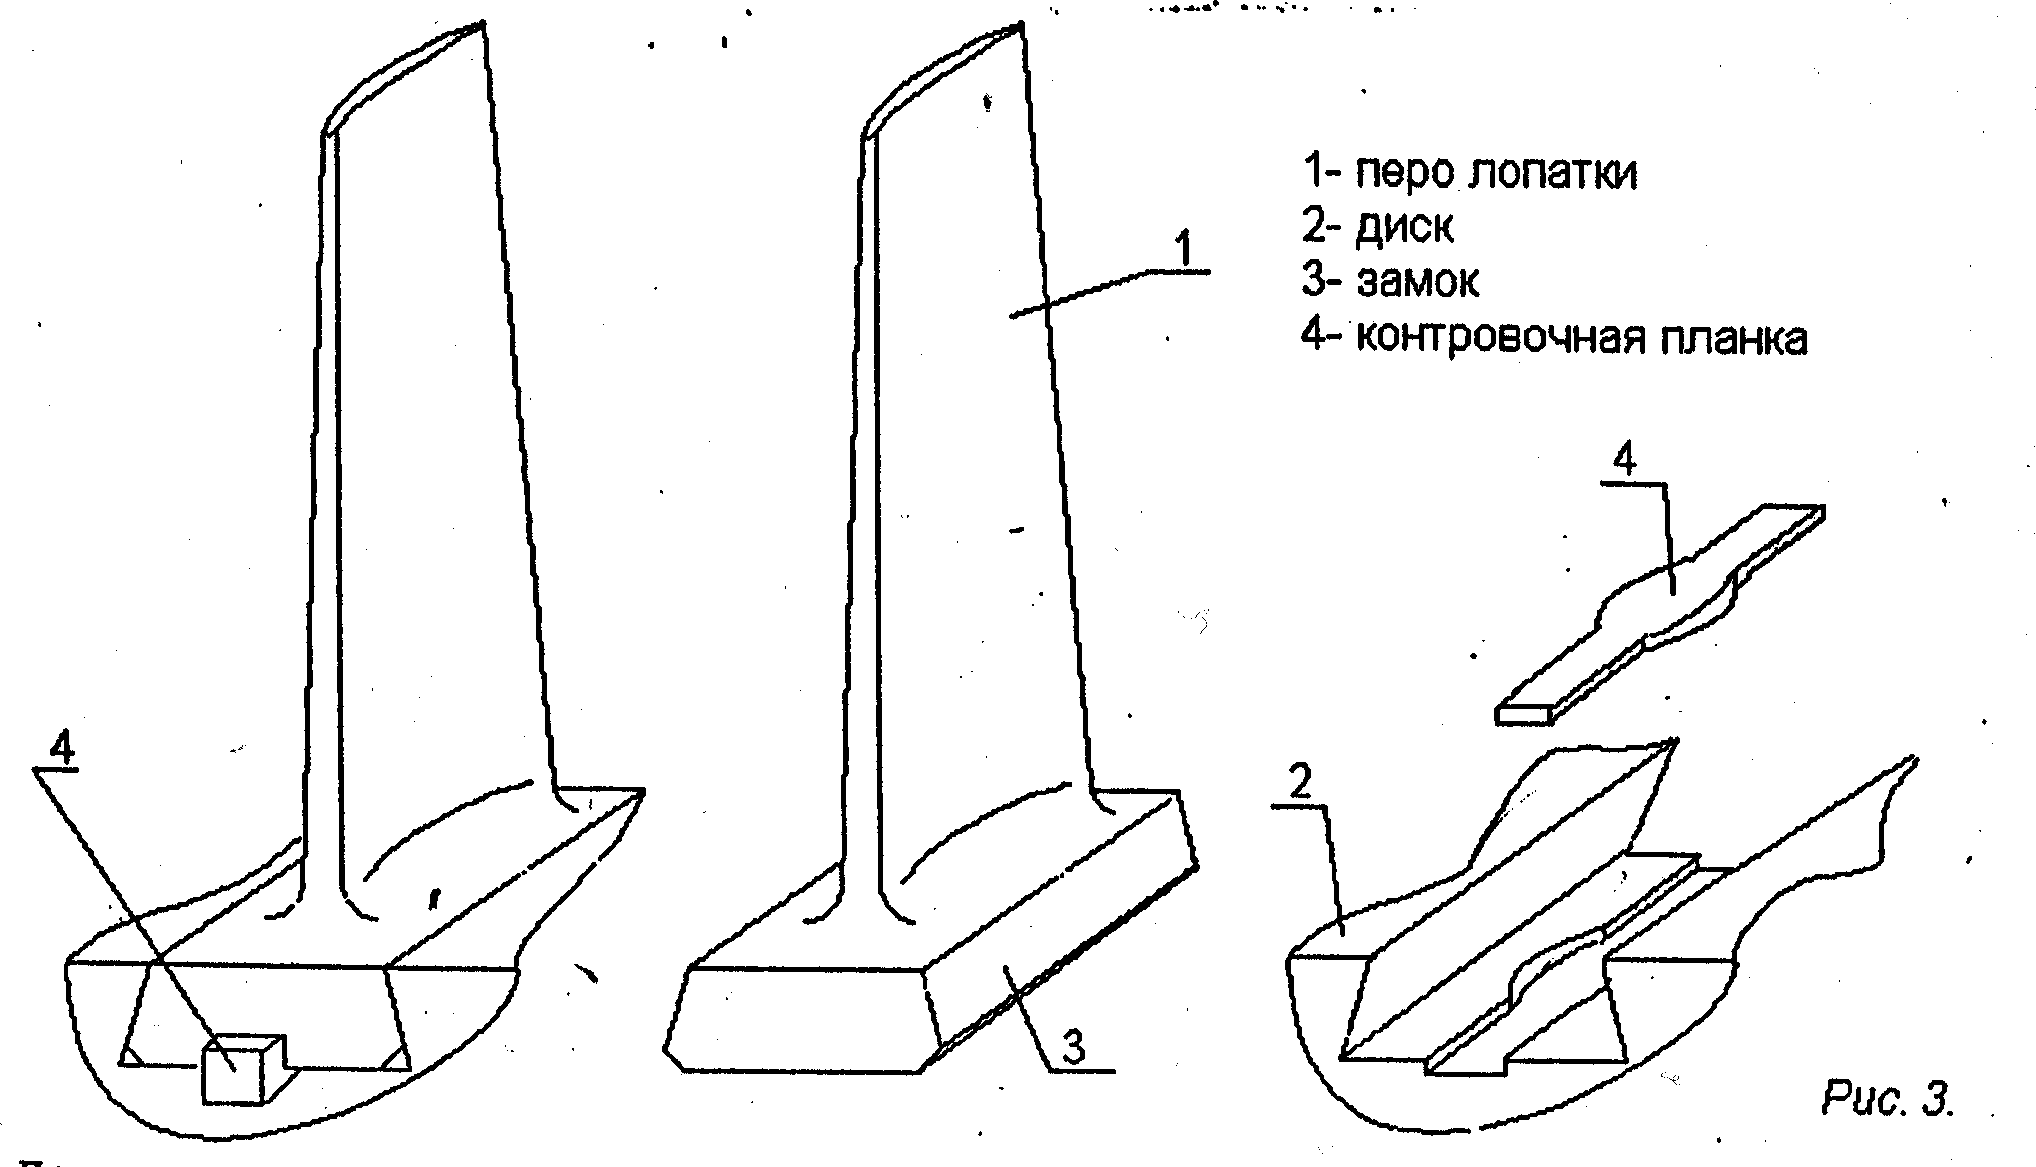 1- перо лопатки
2- диск
3- замок
4- контровочная планка
1
4
4
2
3
Рис. 3.